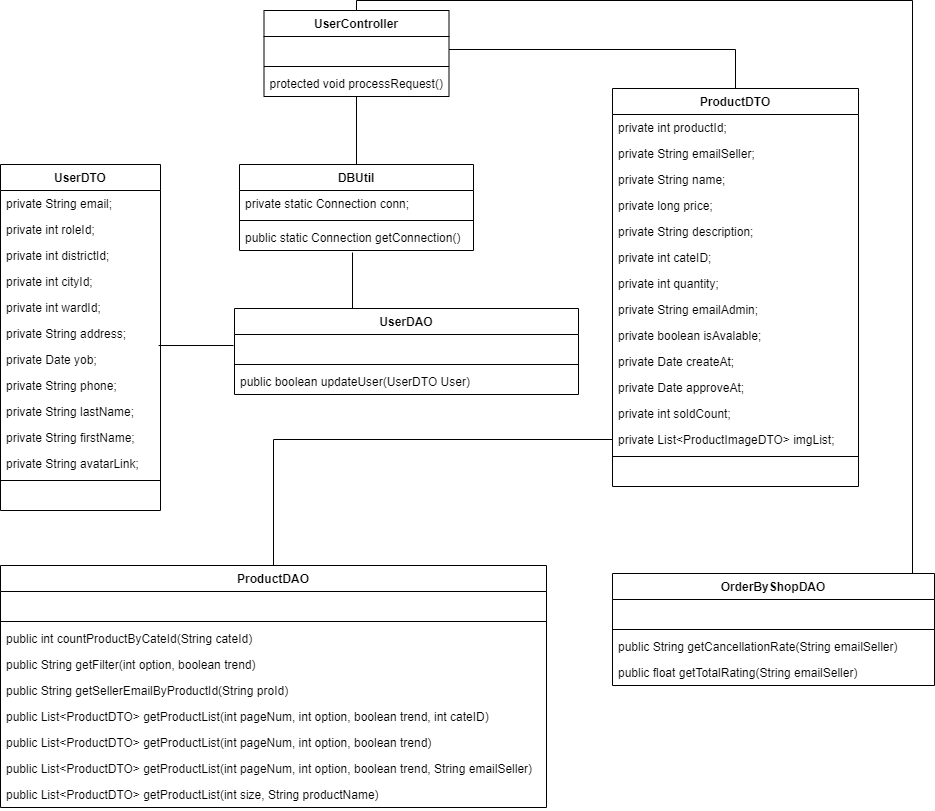 UserController
protected void processRequest()
ProductDTO
private int productId;
private String emailSeller;
private String name;
private long price;
private String description;
private int cateID;
private int quantity;
private String emailAdmin;
private boolean isAvalable;
private Date createAt;
private Date approveAt;
private int soldCount;
private List<ProductImageDTO> imgList;
UserDTO
private String email;
private int roleId;
private int districtId;
private int cityId;
private int wardId;
private String address;
private Date yob;
private String phone;
private String lastName;
private String firstName;
private String avatarLink;
DBUtil
private static Connection conn;
public static Connection getConnection()
UserDAO
public boolean updateUser(UserDTO User)
ProductDAO
public int countProductByCateId(String cateId)
public String getFilter(int option, boolean trend)
public String getSellerEmailByProductId(String proId)
public List<ProductDTO> getProductList(int pageNum, int option, boolean trend, int cateID)
public List<ProductDTO> getProductList(int pageNum, int option, boolean trend)
public List<ProductDTO> getProductList(int pageNum, int option, boolean trend, String emailSeller)
public List<ProductDTO> getProductList(int size, String productName)
OrderByShopDAO
public String getCancellationRate(String emailSeller)
public float getTotalRating(String emailSeller)